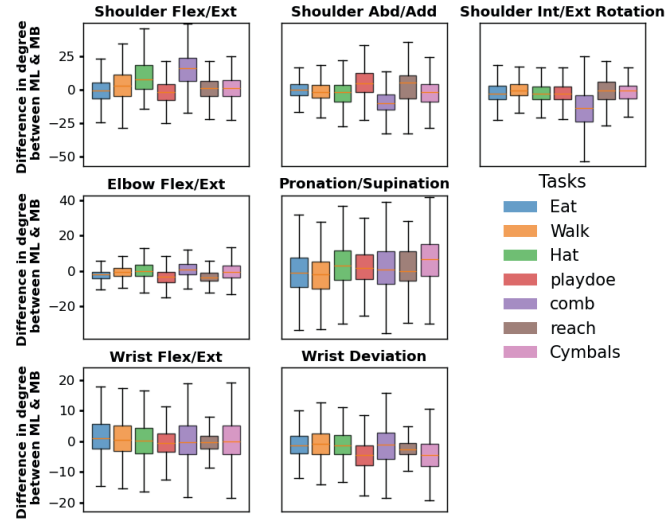 Shoulder Flex/Ext
Shoulder Abd/Add
Shoulder Int/Ext Rotation
Difference in degree
between ML & MB
25
0
−25
−50
Elbow Flex/Ext
Pronation/Supination
Difference in degree
between ML & MB
40
20
0
−20
Tasks
Eat
Walk
Hat
playdoe
comb
reach
Cymbals
Wrist Flex/Ext
Wrist Deviation
Difference in degree
between ML & MB
20
10
0
−10
−20